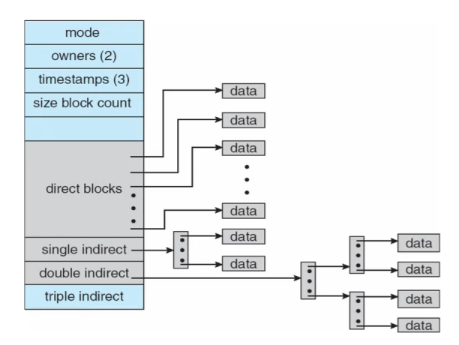 mode
owners (2)
timestamps (3)
size block count
direct blocks
single indirect
double indirect
triple indirect
data
data
data
data
data
data
data
data
data
data